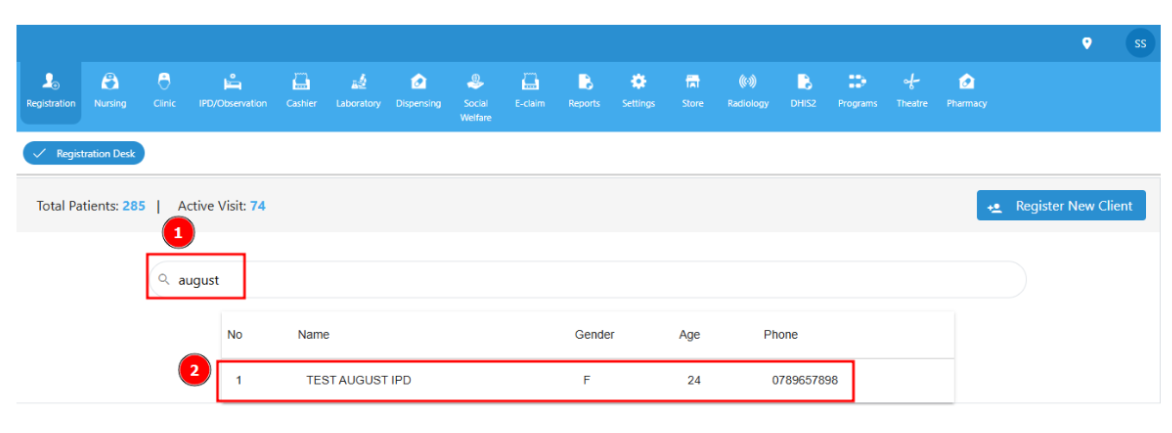 SS
Registration Nursing Clinic IPD/Observation Cashier Laboratory Dispensing Social Welfare E-claim Reports Settings Store Radiology DHIS2 Programs Theatre Pharmacy
Registration Desk
Total Patients: 285 | Active Visit: 74 Register New Client
1
august
No Name Gender Age Phone
2
1 TEST AUGUST IPD F 24 0789657898